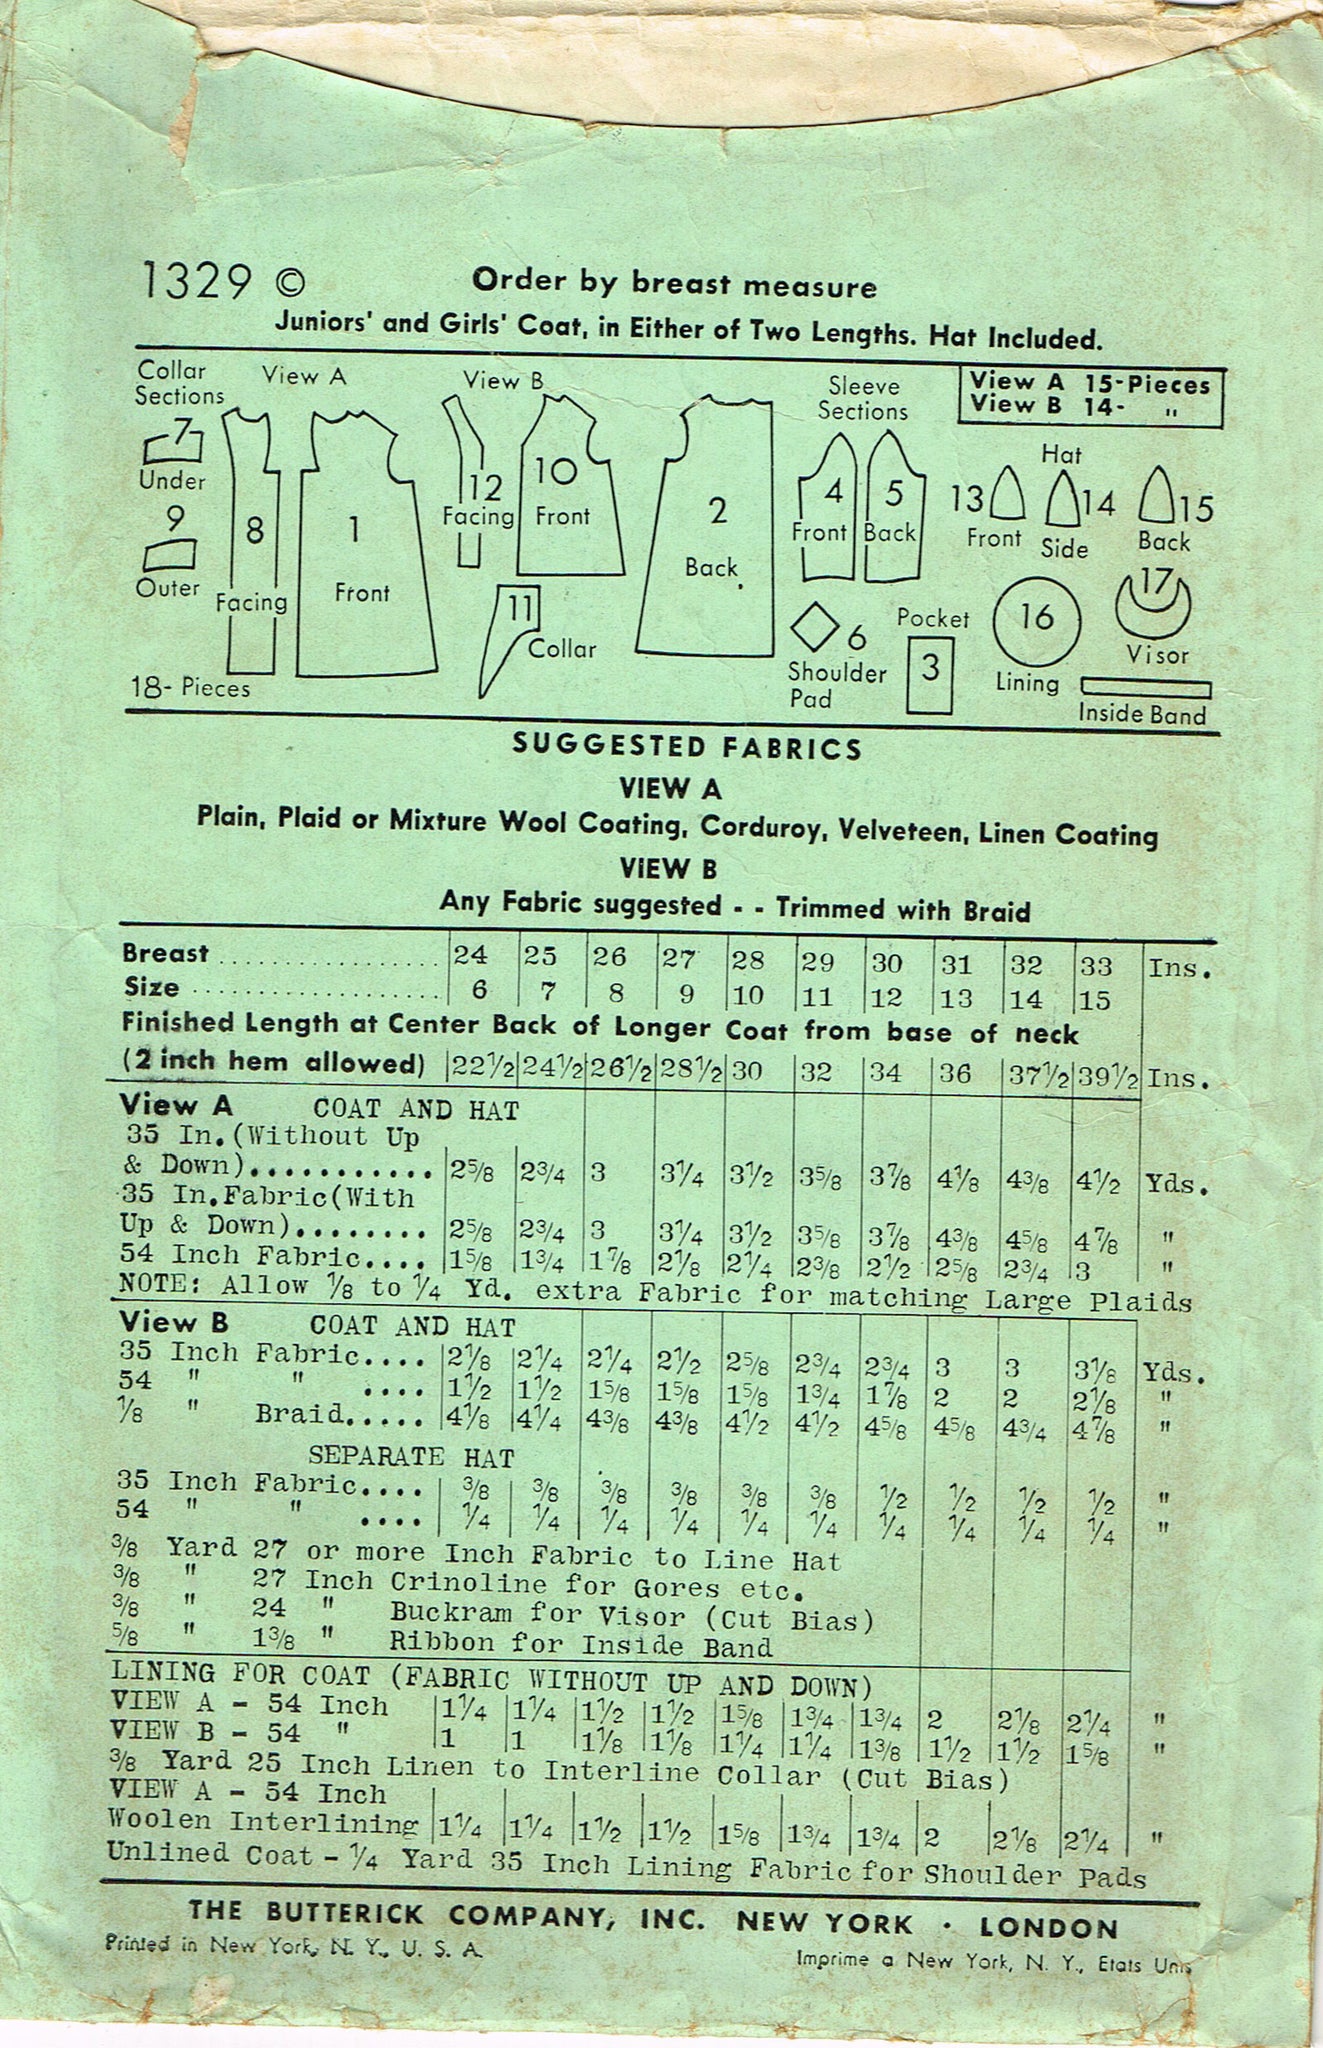 1329 © Order by breast measure
Juniors' and Girls' Coat, in Either of Two Lengths. Hat Included.
Collar Sections
View A
View B
Sleeve Sections
View A 15-Pieces
View B 14- "
7
Under
9
Outer
8
Facing
1
Front
12
Facing
10
Front
11
Collar
2
Back
4
Front
5
Back
6
Shoulder Pad
Pocket
3
Hat
13
Front
14
Side
15
Back
16
Lining
17
Visor
Inside Band
18- Pieces
SUGGESTED FABRICS
VIEW A
Plain, Plaid or Mixture Wool Coating, Corduroy, Velveteen, Linen Coating
VIEW B
Any Fabric suggested - - Trimmed with Braid
Breast ................ 24 25 26 27 28 29 30 31 32 33 Ins.
Size ................... 6 7 8 9 10 11 12 13 14 15
Finished Length at Center Back of Longer Coat from base of neck
(2 inch hem allowed) 22½ 24½ 26½ 28½ 30 32 34 36 37½ 39½ Ins.
View A COAT AND HAT
35 In.(Without Up
& Down)........... 2⅝ 2¾ 3 3¼ 3½ 3⅝ 3⅞ 4⅛ 4⅜ 4½ Yds.
35 In.Fabric(With
Up & Down)........ 2⅝ 2¾ 3 3¼ 3½ 3⅝ 3⅞ 4⅜ 4⅝ 4⅞ "
54 Inch Fabric.... 1⅝ 1¾ 1⅞ 2⅛ 2¼ 2⅜ 2½ 2⅝ 2¾ 3 "
NOTE: Allow ⅛ to ¼ Yd. extra Fabric for matching Large Plaids
View B COAT AND HAT
35 Inch Fabric.... 2⅛ 2¼ 2¼ 2½ 2⅝ 2¾ 2¾ 3 3 3⅛ Yds.
54 " " .... 1½ 1½ 1⅝ 1⅝ 1⅝ 1¾ 1⅞ 2 2 2⅛ "
⅛ " Braid..... 4⅛ 4¼ 4⅜ 4⅜ 4½ 4½ 4⅝ 4⅝ 4¾ 4⅞ "
SEPARATE HAT
35 Inch Fabric.... ⅜ ⅜ ⅜ ⅜ ⅜ ⅜ ½ ½ ½ ½ "
54 " " .... ¼ ¼ ¼ ¼ ¼ ¼ ¼ ¼ ¼ ¼ "
⅜ Yard 27 or more Inch Fabric to Line Hat
⅜ " 27 Inch Crinoline for Gores etc.
⅜ " 24 " Buckram for Visor (Cut Bias)
⅝ " 1⅜ " Ribbon for Inside Band
LINING FOR COAT (FABRIC WITHOUT UP AND DOWN)
VIEW A - 54 Inch 1¼ 1¼ 1½ 1½ 1⅝ 1¾ 1¾ 2 2⅛ 2¼ "
VIEW B - 54 " 1 1 1⅛ 1⅛ 1¼ 1¼ 1⅜ 1½ 1½ 1⅝ "
⅜ Yard 25 Inch Linen to Interline Collar (Cut Bias)
VIEW A - 54 Inch
Woolen Interlining 1¼ 1¼ 1½ 1½ 1⅝ 1¾ 1¾ 2 2⅛ 2¼ "
Unlined Coat - ¼ Yard 35 Inch Lining Fabric for Shoulder Pads
THE BUTTERICK COMPANY, INC. NEW YORK · LONDON
Printed in New York, N. Y., U. S. A.
Imprime a New York, N. Y., Etats Unis